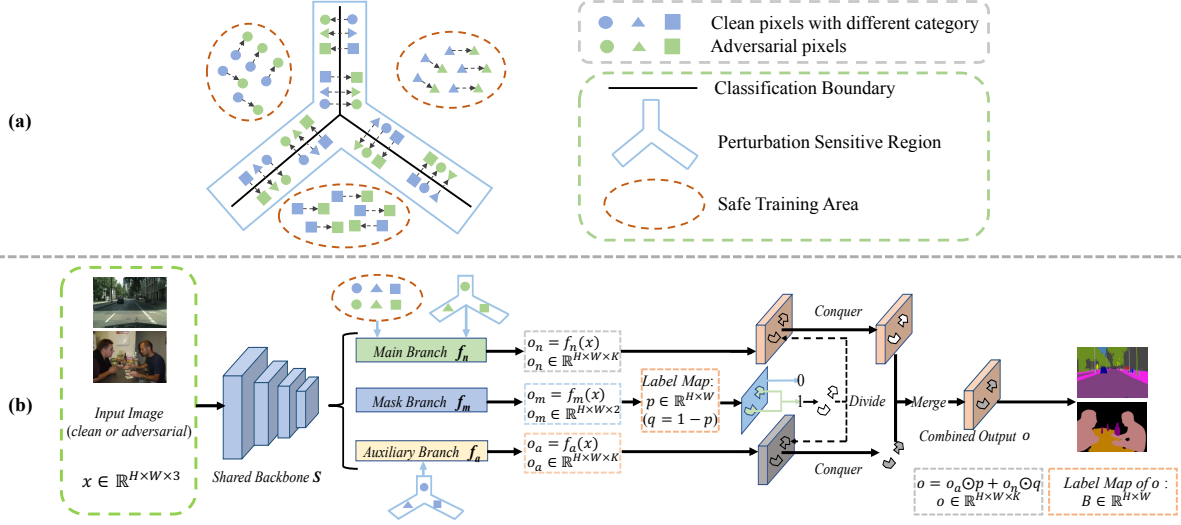 (a)
Clean pixels with different category
Adversarial pixels
Classification Boundary
Perturbation Sensitive Region
Safe Training Area
(b)
Input Image
(clean or adversarial)
x ∈ ℝ^{H×W×3}
Shared Backbone S
Main Branch f_n
Mask Branch f_m
Auxiliary Branch f_a
o_n = f_n(x)
o_n ∈ ℝ^{H×W×K}
o_m = f_m(x)
o_m ∈ ℝ^{H×W×2}
o_a = f_a(x)
o_a ∈ ℝ^{H×W×K}
Label Map:
p ∈ ℝ^{H×W}
(q = 1 − p)
0
1
Conquer
Divide
Conquer
Merge
Combined Output o
o = o_a⊙p + o_n⊙q
o ∈ ℝ^{H×W×K}
Label Map of o :
B ∈ ℝ^{H×W}